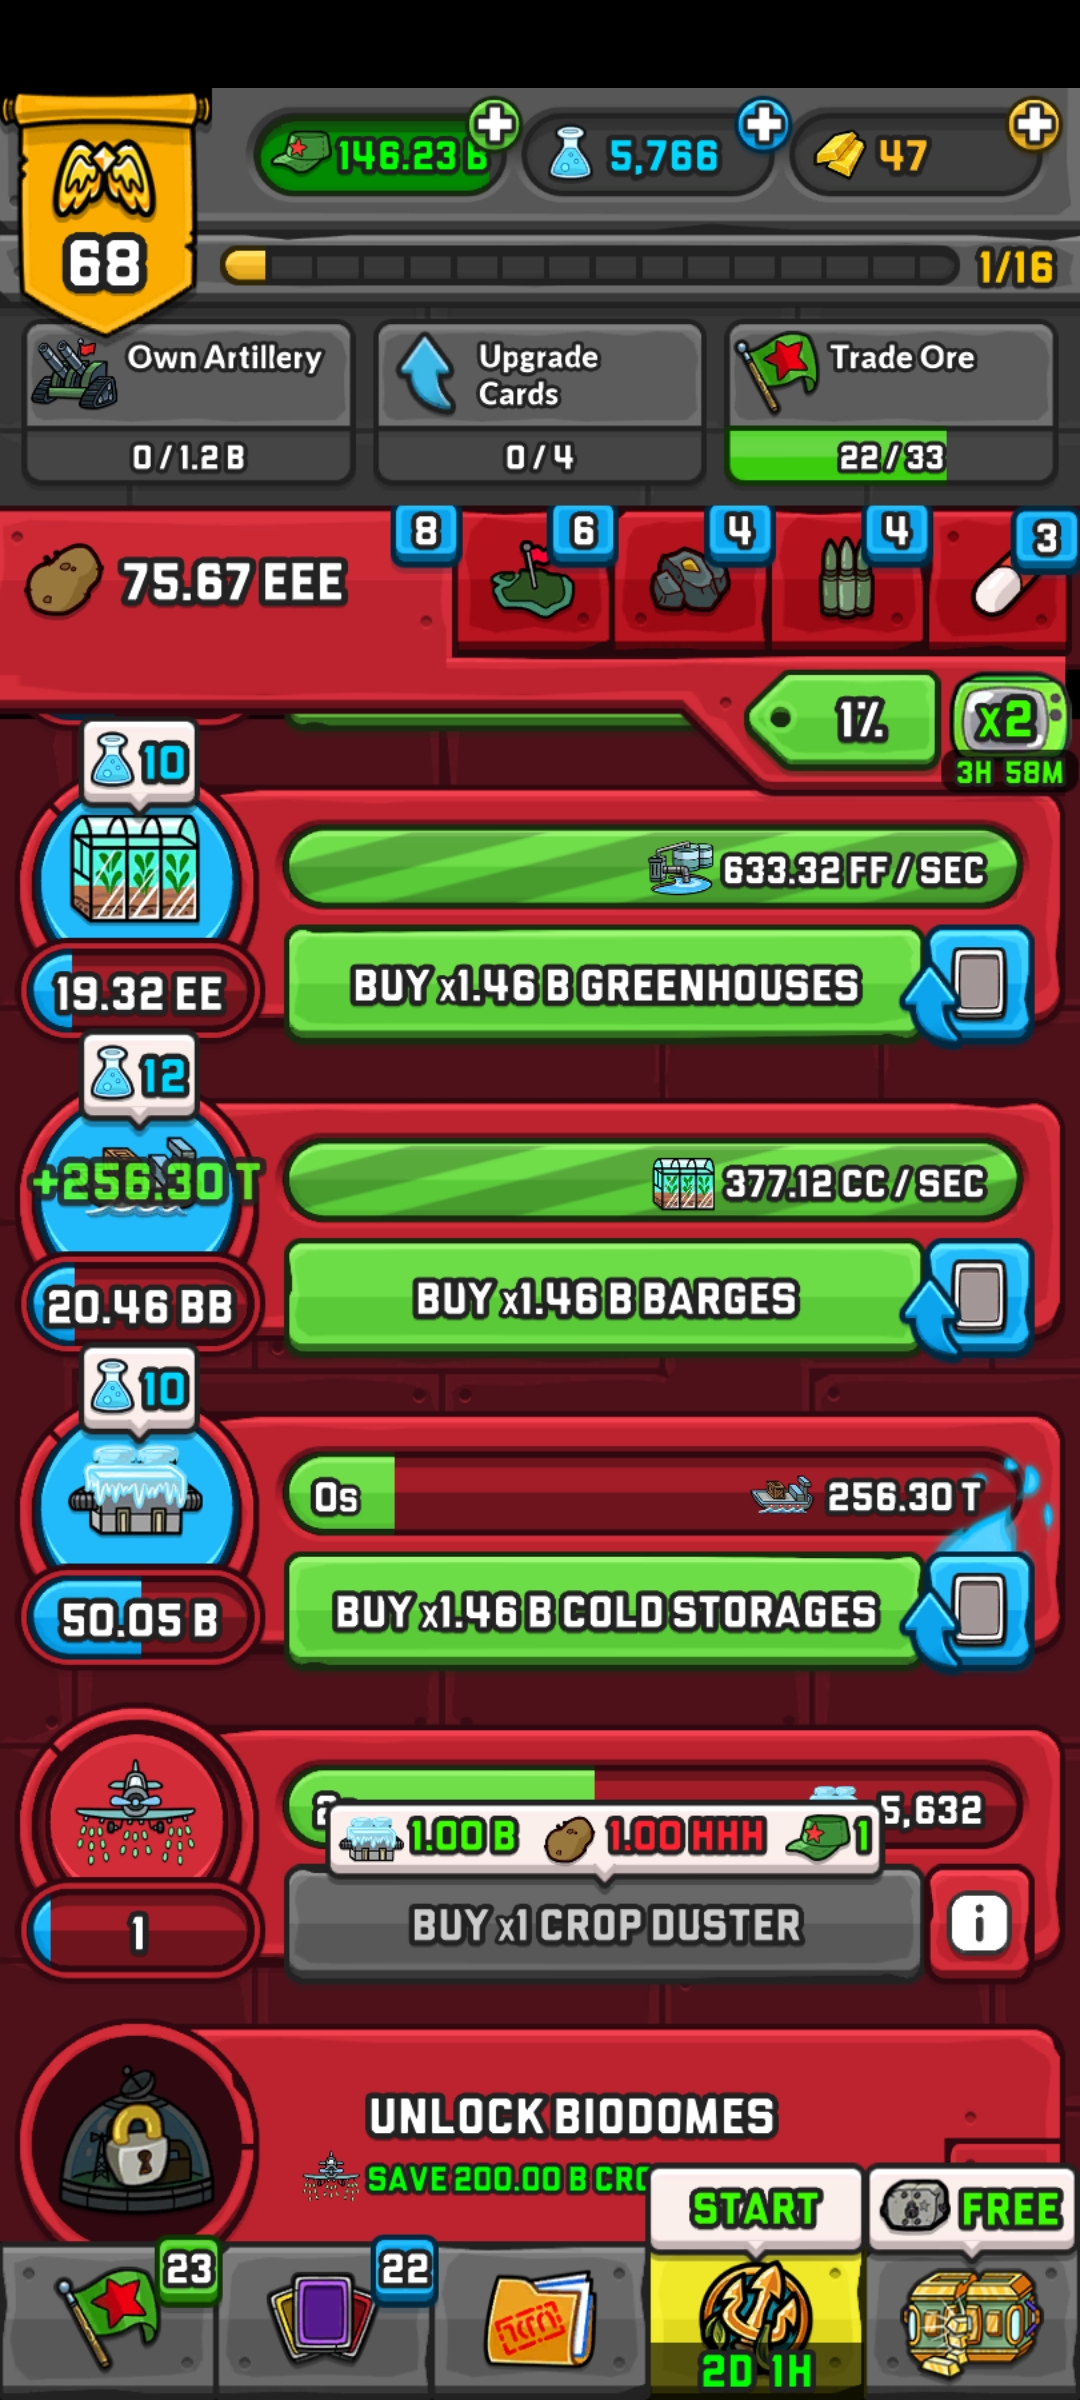 146.23 B
5,766
47
68
1/16
Own Artillery
0 / 1.2 B
Upgrade
Cards
0 / 4
Trade Ore
22 / 33
75.67 EEE
8
6
4
4
3
1%
x2
3H 58M
10
633.32 FF / SEC
19.32 EE
BUY x1.46 B GREENHOUSES
12
+256.30 T
377.12 CC / SEC
20.46 BB
BUY x1.46 B BARGES
10
0s
256.30 T
50.05 B
BUY x1.46 B COLD STORAGES
5,632
1.00 B
1.00 HHH
1
1
BUY x1 CROP DUSTER
i
UNLOCK BIODOMES
SAVE 200.00 B
START
FREE
23
22
2D 1H